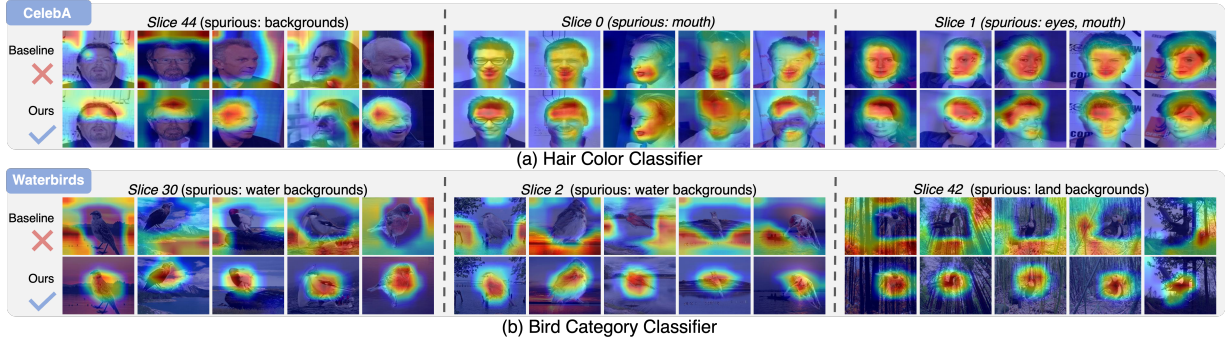 CelebA
Slice 44 (spurious: backgrounds)
Slice 0 (spurious: mouth)
Slice 1 (spurious: eyes, mouth)
Baseline
Ours
(a) Hair Color Classifier
Waterbirds
Slice 30 (spurious: water backgrounds)
Slice 2 (spurious: water backgrounds)
Slice 42 (spurious: land backgrounds)
Baseline
Ours
(b) Bird Category Classifier